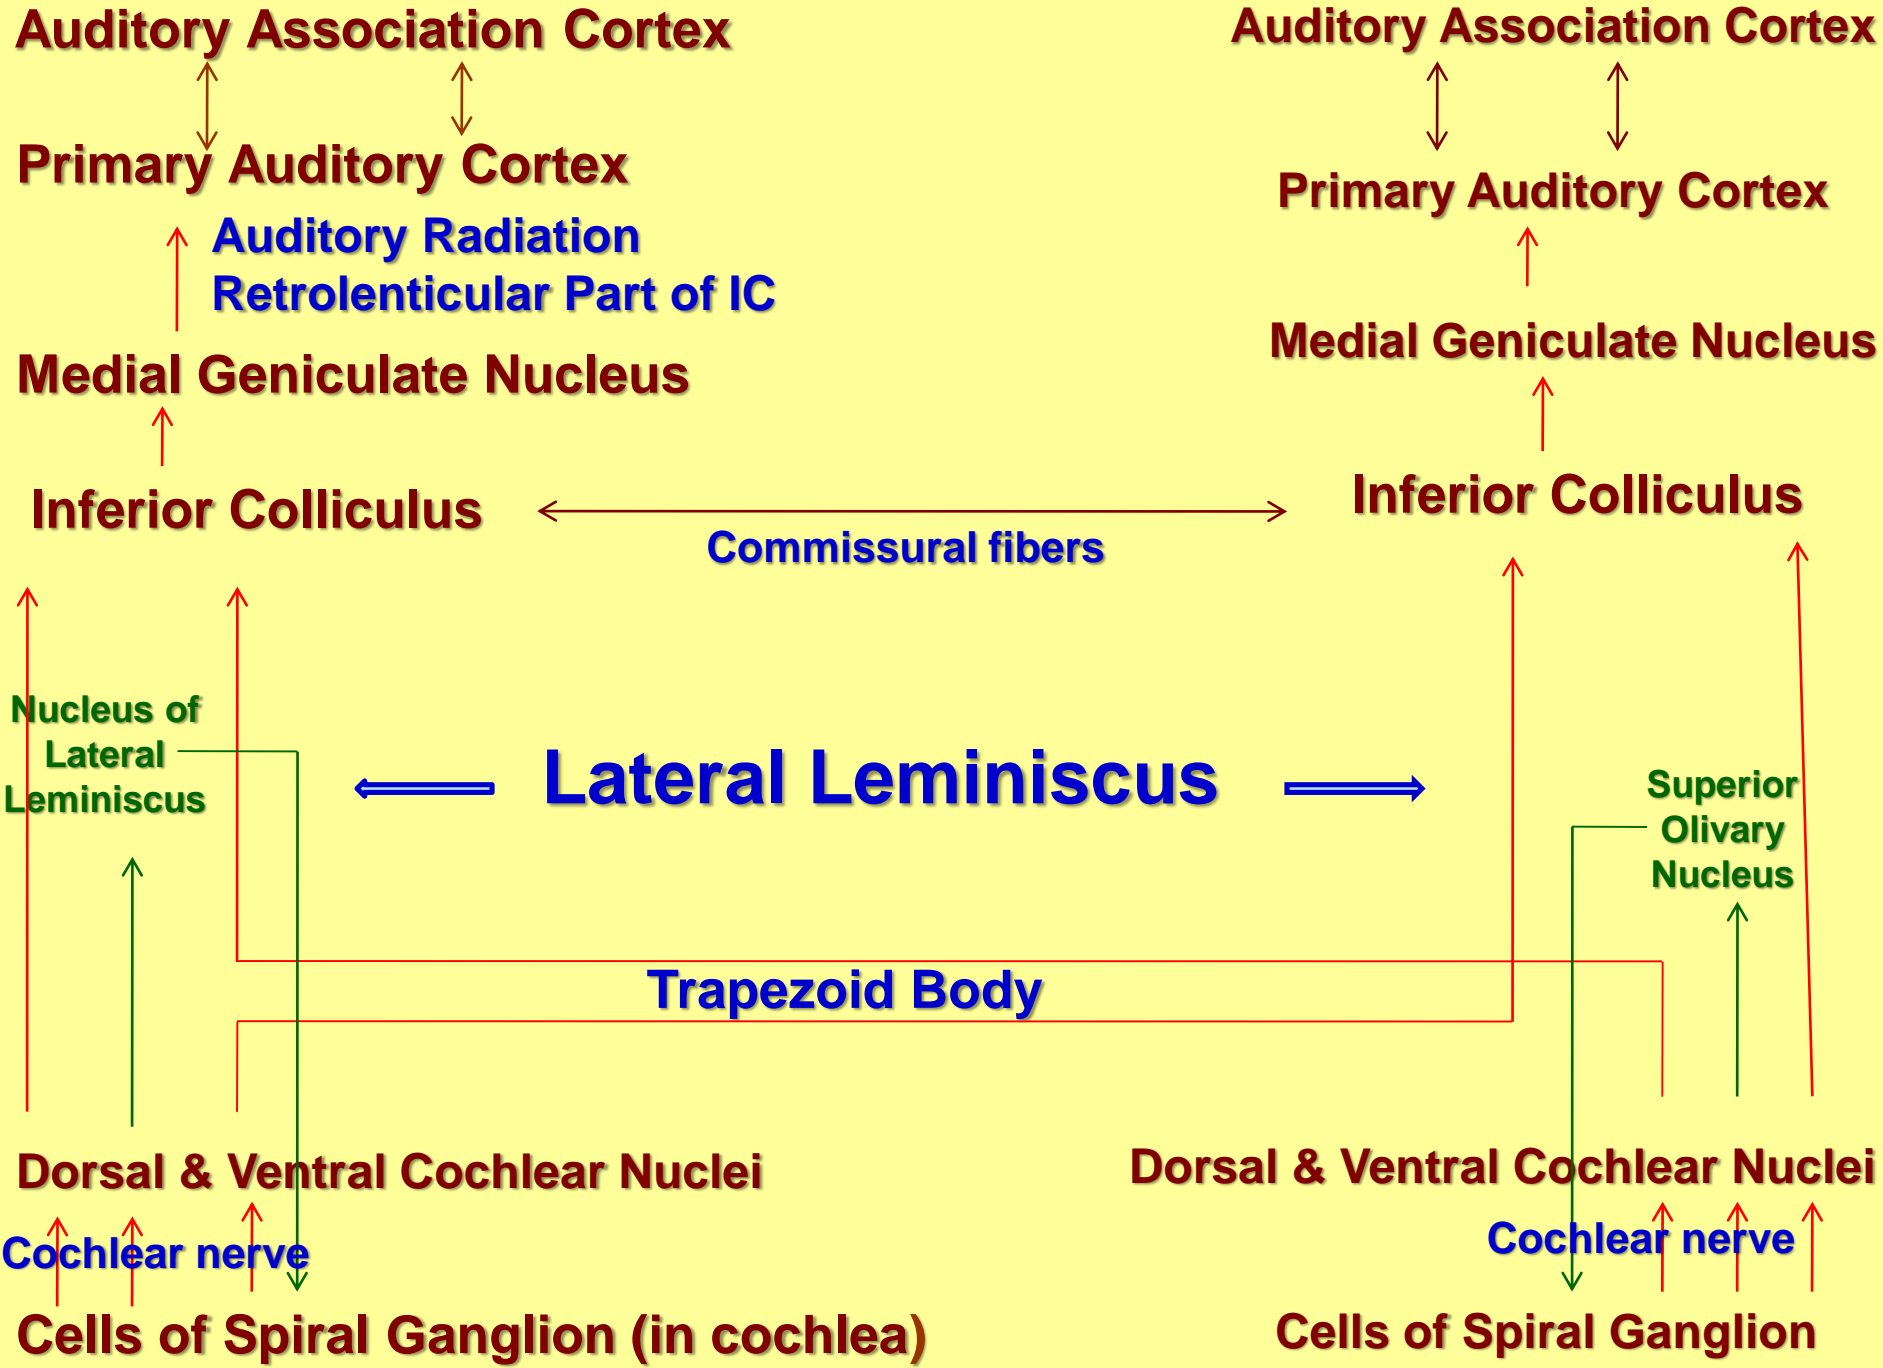 Auditory Association Cortex
Auditory Association Cortex
Primary Auditory Cortex
Primary Auditory Cortex
Auditory Radiation
Retrolenticular Part of IC
Medial Geniculate Nucleus
Medial Geniculate Nucleus
Inferior Colliculus
Inferior Colliculus
Commissural fibers
Nucleus of
Lateral
Leminiscus
Lateral Leminiscus
Superior
Olivary
Nucleus
Trapezoid Body
Dorsal & Ventral Cochlear Nuclei
Dorsal & Ventral Cochlear Nuclei
Cochlear nerve
Cochlear nerve
Cells of Spiral Ganglion (in cochlea)
Cells of Spiral Ganglion